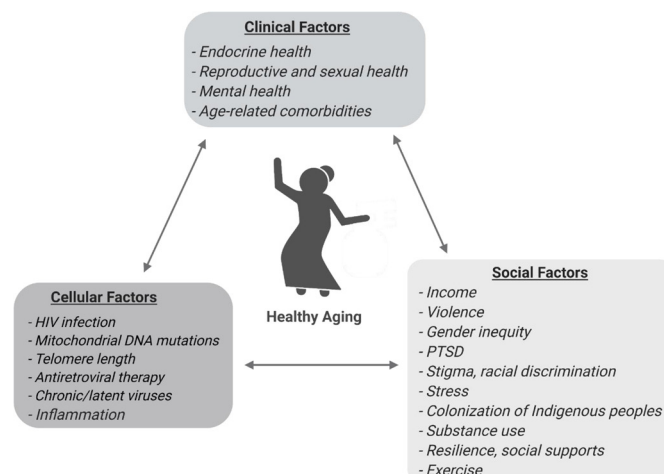 Clinical Factors
- Endocrine health
- Reproductive and sexual health
- Mental health
- Age-related comorbidities
Healthy Aging
Cellular Factors
- HIV infection
- Mitochondrial DNA mutations
- Telomere length
- Antiretroviral therapy
- Chronic/latent viruses
- Inflammation
Social Factors
- Income
- Violence
- Gender inequity
- PTSD
- Stigma, racial discrimination
- Stress
- Colonization of Indigenous peoples
- Substance use
- Resilience, social supports
- Exercise